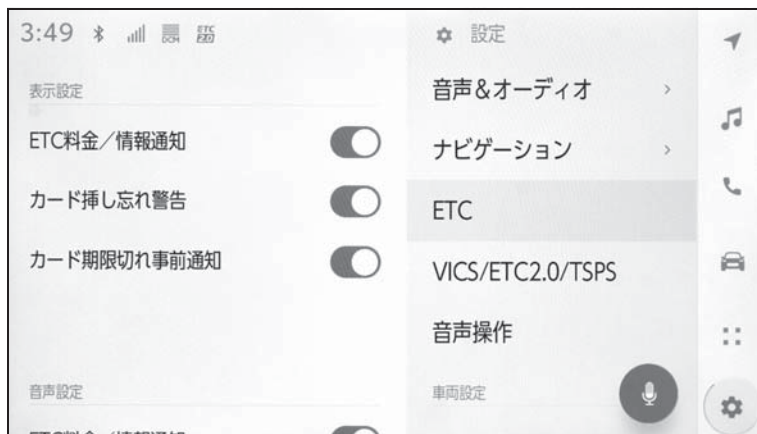 3:49
ETC 2.0
表示設定
ETC料金／情報通知
カード挿し忘れ警告
カード期限切れ事前通知
音声設定
設定
音声＆オーディオ
ナビゲーション
ETC
VICS/ETC2.0/TSPS
音声操作
車両設定